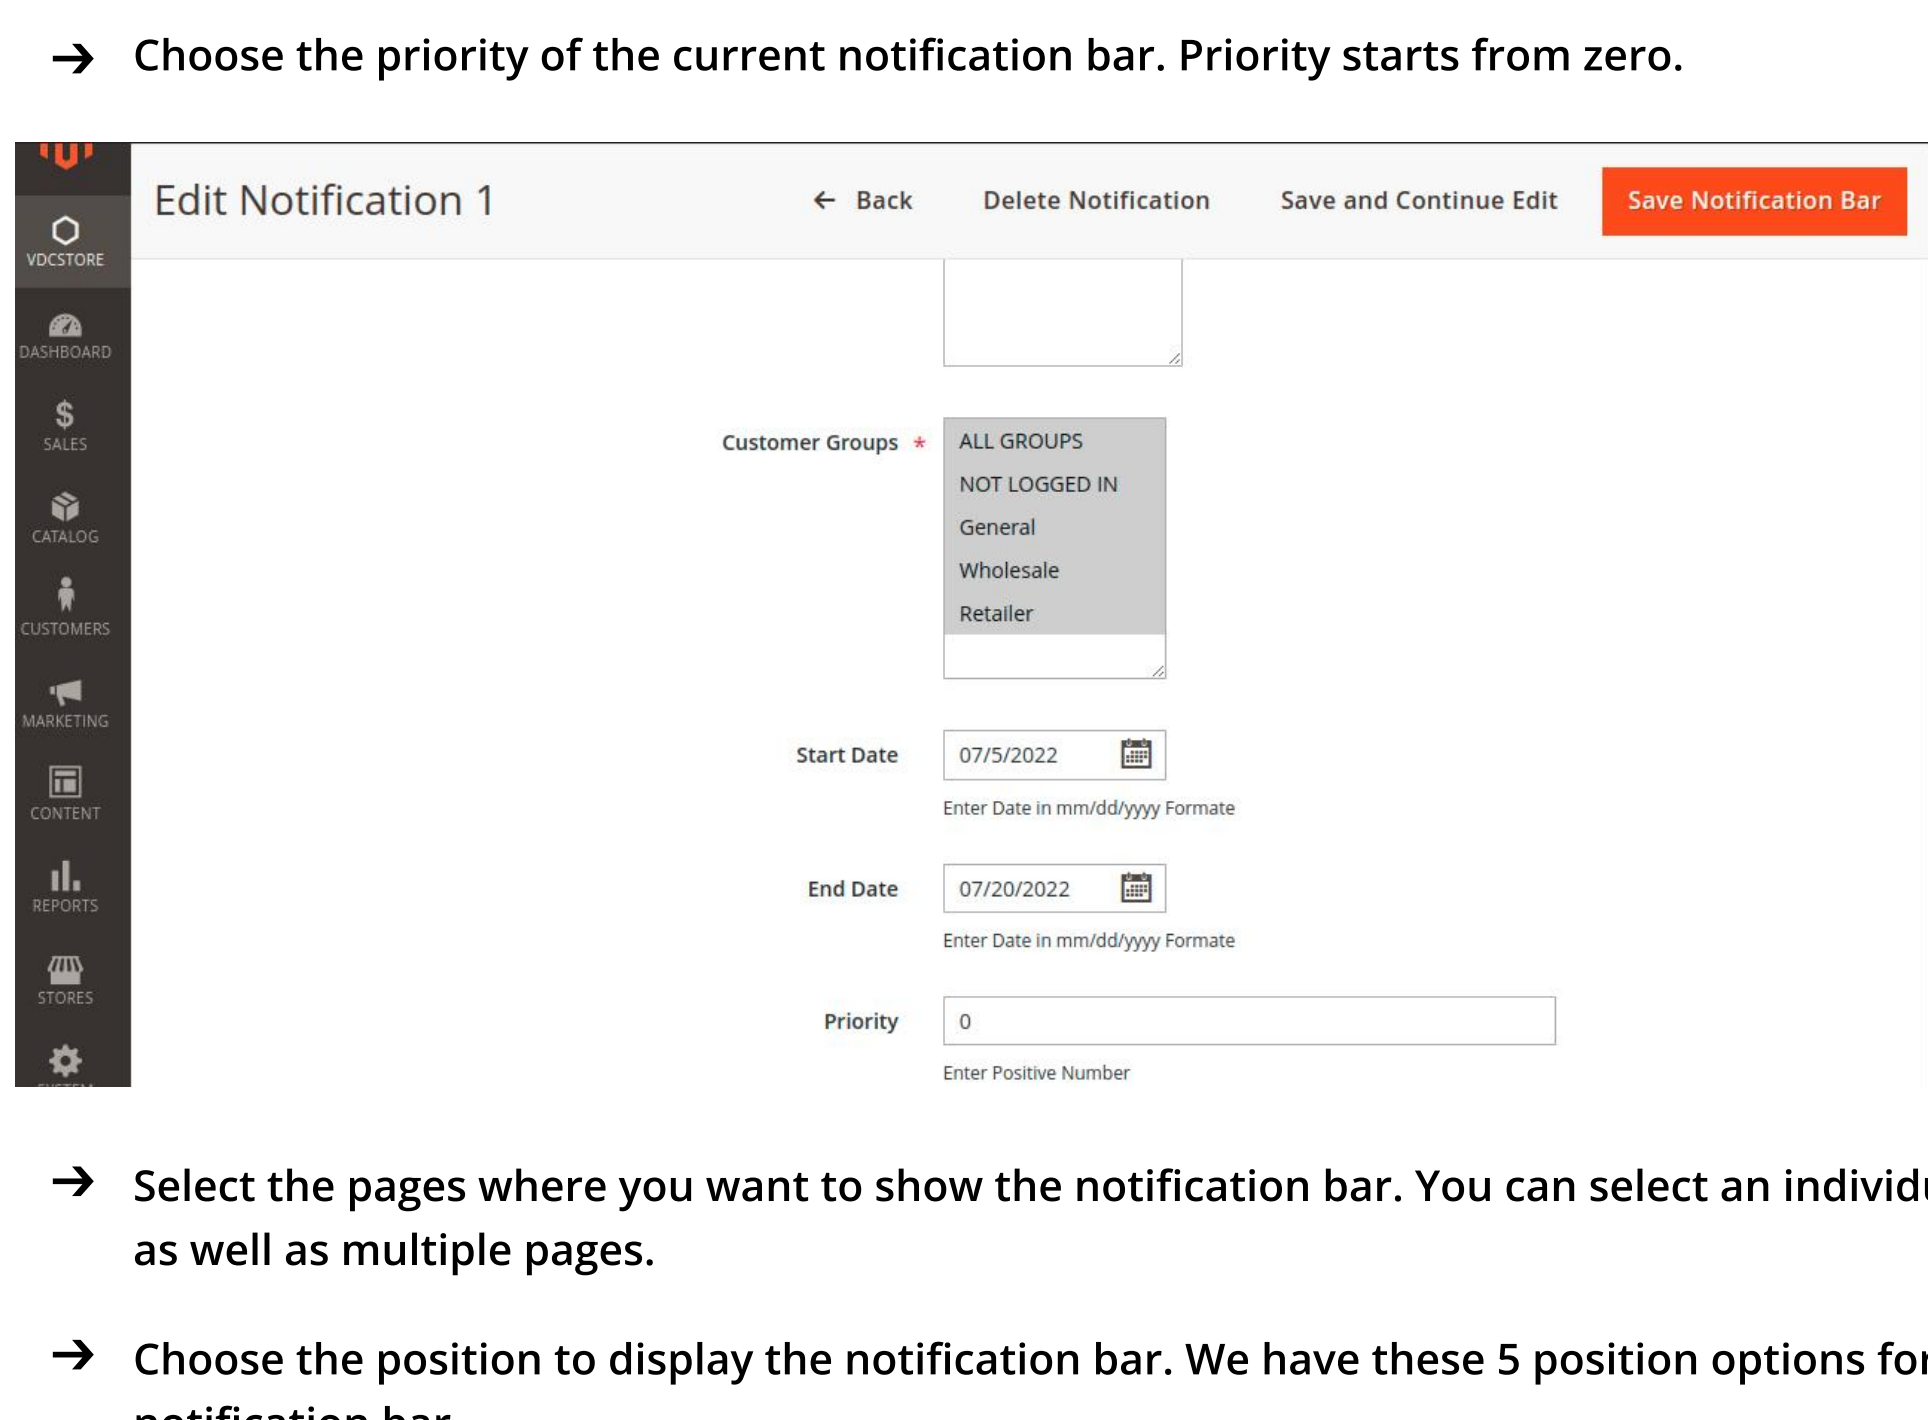 ➔ Choose the priority of the current notification bar. Priority starts from zero.
Edit Notification 1
← Back
Delete Notification
Save and Continue Edit
Save Notification Bar
VDCSTORE
DASHBOARD
SALES
CATALOG
CUSTOMERS
MARKETING
CONTENT
REPORTS
STORES
Customer Groups *
ALL GROUPS
NOT LOGGED IN
General
Wholesale
Retailer
Start Date
07/5/2022
Enter Date in mm/dd/yyyy Formate
End Date
07/20/2022
Enter Date in mm/dd/yyyy Formate
Priority
0
Enter Positive Number
➔ Select the pages where you want to show the notification bar. You can select an
as well as multiple pages.
➔ Choose the position to display the notification bar. We have these 5 position options for
notification bar